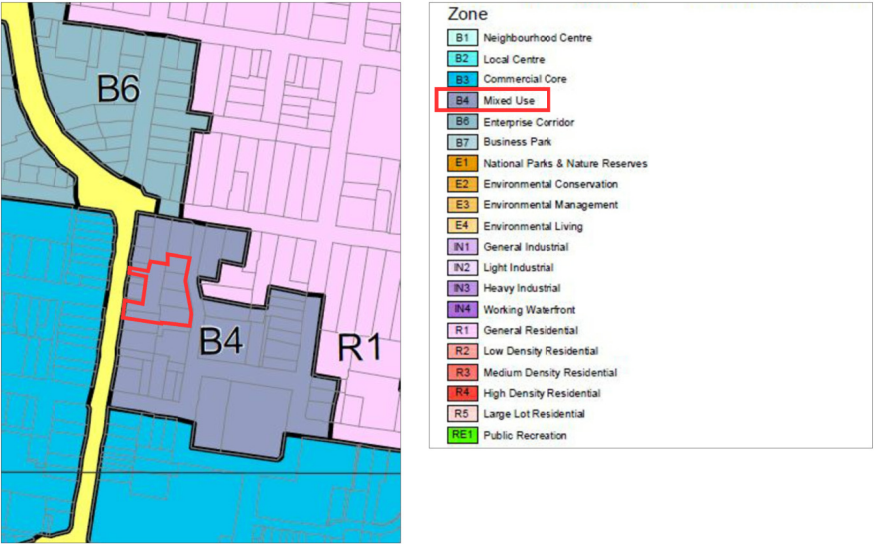 B6
B4
R1
Zone
B1 Neighbourhood Centre
B2 Local Centre
B3 Commercial Core
B4 Mixed Use
B6 Enterprise Corridor
B7 Business Park
E1 National Parks & Nature Reserves
E2 Environmental Conservation
E3 Environmental Management
E4 Environmental Living
IN1 General Industrial
IN2 Light Industrial
IN3 Heavy Industrial
IN4 Working Waterfront
R1 General Residential
R2 Low Density Residential
R3 Medium Density Residential
R4 High Density Residential
R5 Large Lot Residential
RE1 Public Recreation